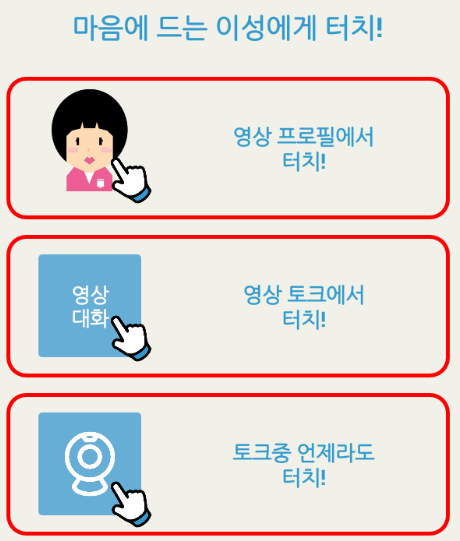 마음에 드는 이성에게 터치!
영상 프로필에서
터치!
영상
대화
영상 토크에서
터치!
토크중 언제라도
터치!